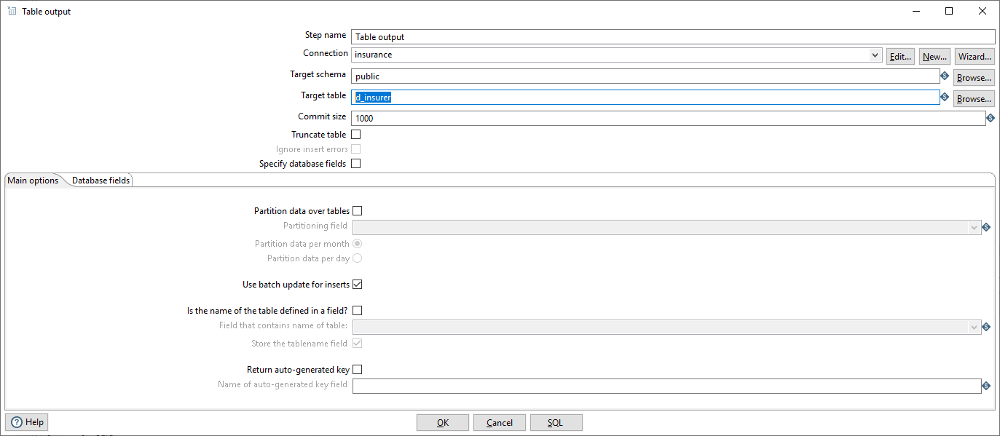 Table output
Step name Table output
Connection insurance Edit... New... Wizard...
Target schema public Browse...
Target table d_insurer Browse...
Commit size 1000
Truncate table
Ignore insert errors
Specify database fields
Main options Database fields
Partition data over tables
Partitioning field
Partition data per month
Partition data per day
Use batch update for inserts
Is the name of the table defined in a field?
Field that contains name of table:
Store the tablename field
Return auto-generated key
Name of auto-generated key field
Help OK Cancel SQL